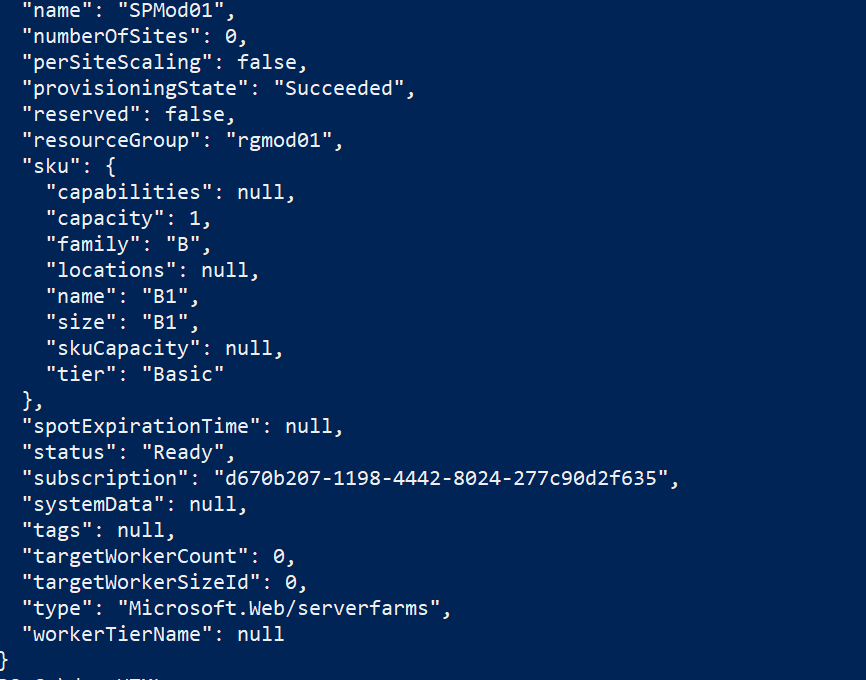 "name": "SPMod01",
"numberOfSites": 0,
"perSiteScaling": false,
"provisioningState": "Succeeded",
"reserved": false,
"resourceGroup": "rgmod01",
"sku": {
"capabilities": null,
"capacity": 1,
"family": "B",
"locations": null,
"name": "B1",
"size": "B1",
"skuCapacity": null,
"tier": "Basic"
},
"spotExpirationTime": null,
"status": "Ready",
"subscription": "d670b207-1198-4442-8024-277c90d2f635",
"systemData": null,
"tags": null,
"targetWorkerCount": 0,
"targetWorkerSizeId": 0,
"type": "Microsoft.Web/serverfarms",
"workerTierName": null
}